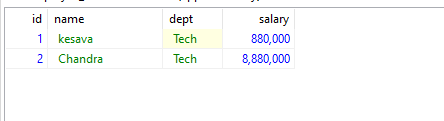 id name dept salary
1 kesava Tech 880,000
2 Chandra Tech 8,880,000